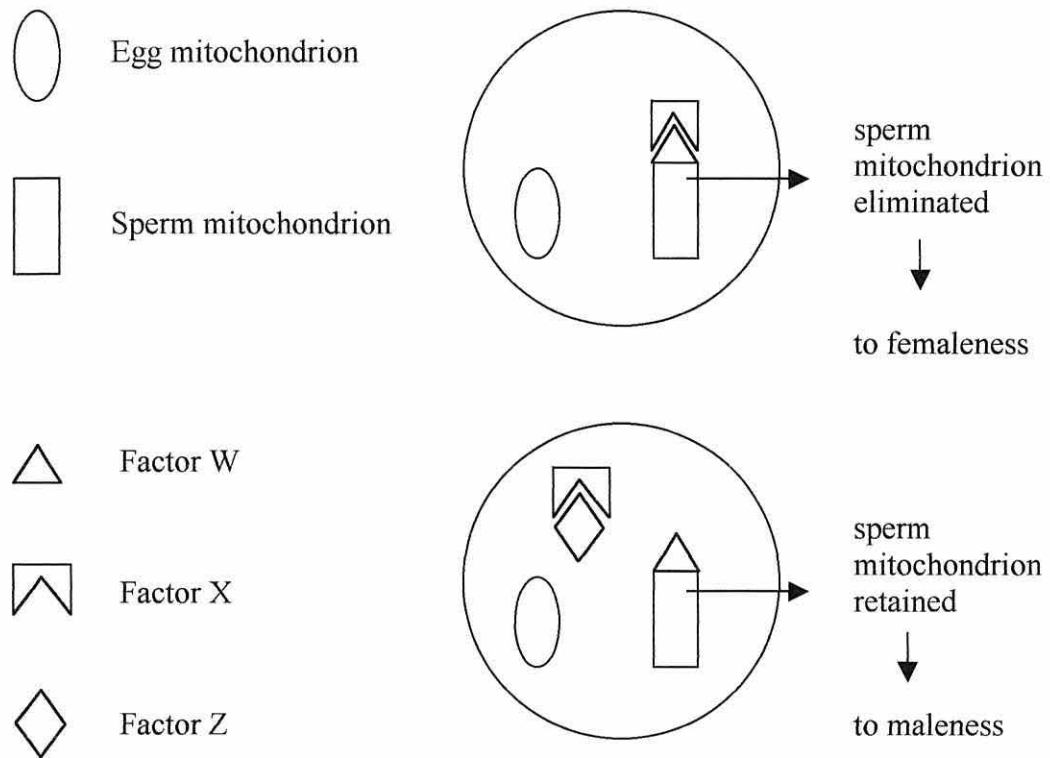 Egg mitochondrion
Sperm mitochondrion
sperm
mitochondrion
eliminated
to femaleness
Factor W
Factor X
Factor Z
sperm
mitochondrion
retained
to maleness